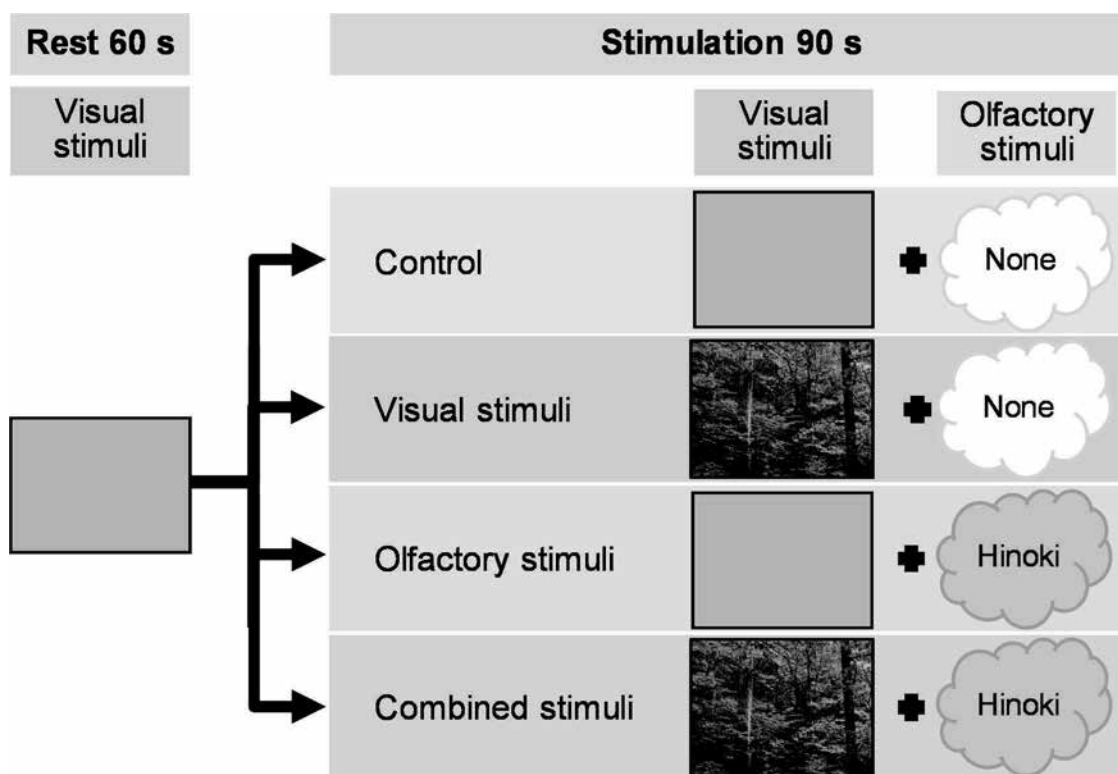 Rest 60 s
Stimulation 90 s
Visual
stimuli
Visual
stimuli
Olfactory
stimuli
Control
None
Visual stimuli
None
Olfactory stimuli
Hinoki
Combined stimuli
Hinoki